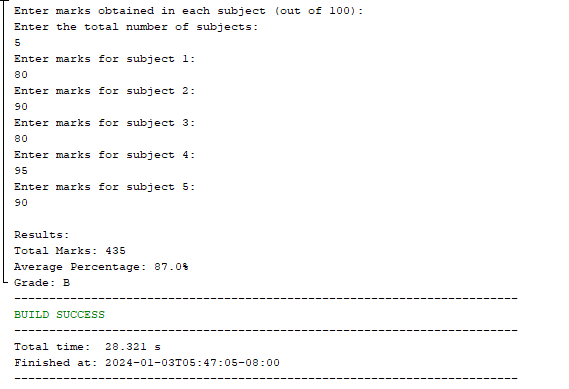 Enter marks obtained in each subject (out of 100):
Enter the total number of subjects:
5
Enter marks for subject 1:
80
Enter marks for subject 2:
90
Enter marks for subject 3:
80
Enter marks for subject 4:
95
Enter marks for subject 5:
90
Results:
Total Marks: 435
Average Percentage: 87.0%
Grade: B
------------------------------------------------------------------------
BUILD SUCCESS
------------------------------------------------------------------------
Total time:  28.321 s
Finished at: 2024-01-03T05:47:05-08:00
------------------------------------------------------------------------